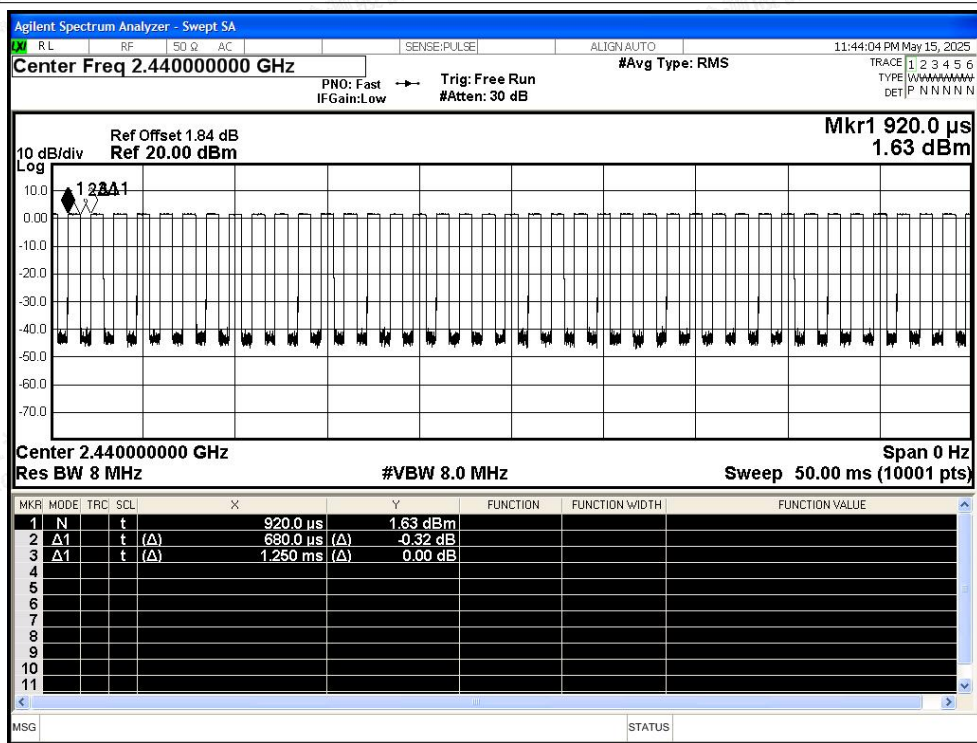 Agilent Spectrum Analyzer - Swept SA
LXI RL RF 50 Ω AC SENSE:PULSE ALIGN AUTO 11:44:04 PM May 15, 2025
Center Freq 2.440000000 GHz #Avg Type: RMS TRACE 1 2 3 4 5 6
PNO: Fast Trig: Free Run TYPE WWWWWW
IFGain:Low #Atten: 30 dB DET P N N N N N
Mkr1 920.0 µs
Ref Offset 1.84 dB
10 dB/div Ref 20.00 dBm 1.63 dBm
Log
10.0
1 2Δ1 3Δ1
0.00
-10.0
-20.0
-30.0
-40.0
-50.0
-60.0
-70.0
Center 2.440000000 GHz Span 0 Hz
Res BW 8 MHz #VBW 8.0 MHz Sweep 50.00 ms (10001 pts)
MKR MODE TRC SCL X Y FUNCTION FUNCTION WIDTH FUNCTION VALUE
1 N t 920.0 µs 1.63 dBm
2 Δ1 t (Δ) 680.0 µs (Δ) -0.32 dB
3 Δ1 t (Δ) 1.250 ms (Δ) 0.00 dB
4
5
6
7
8
9
10
11
MSG STATUS